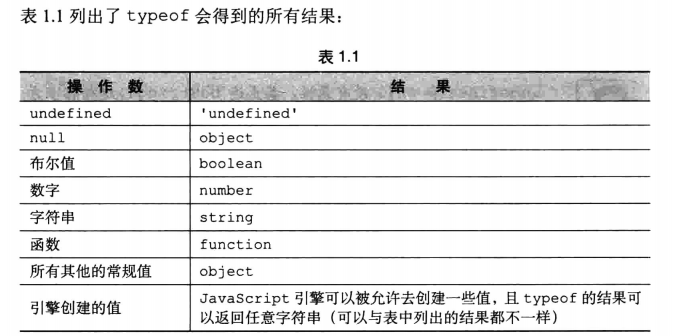 表 1.1 列出了 typeof 会得到的所有结果：
表 1.1
操 作 数 结 果
undefined 'undefined'
null object
布尔值 boolean
数字 number
字符串 string
函数 function
所有其他的常规值 object
引擎创建的值 JavaScript 引擎可以被允许去创建一些值，且 typeof 的结果可
以返回任意字符串（可以与表中列出的结果都不一样）